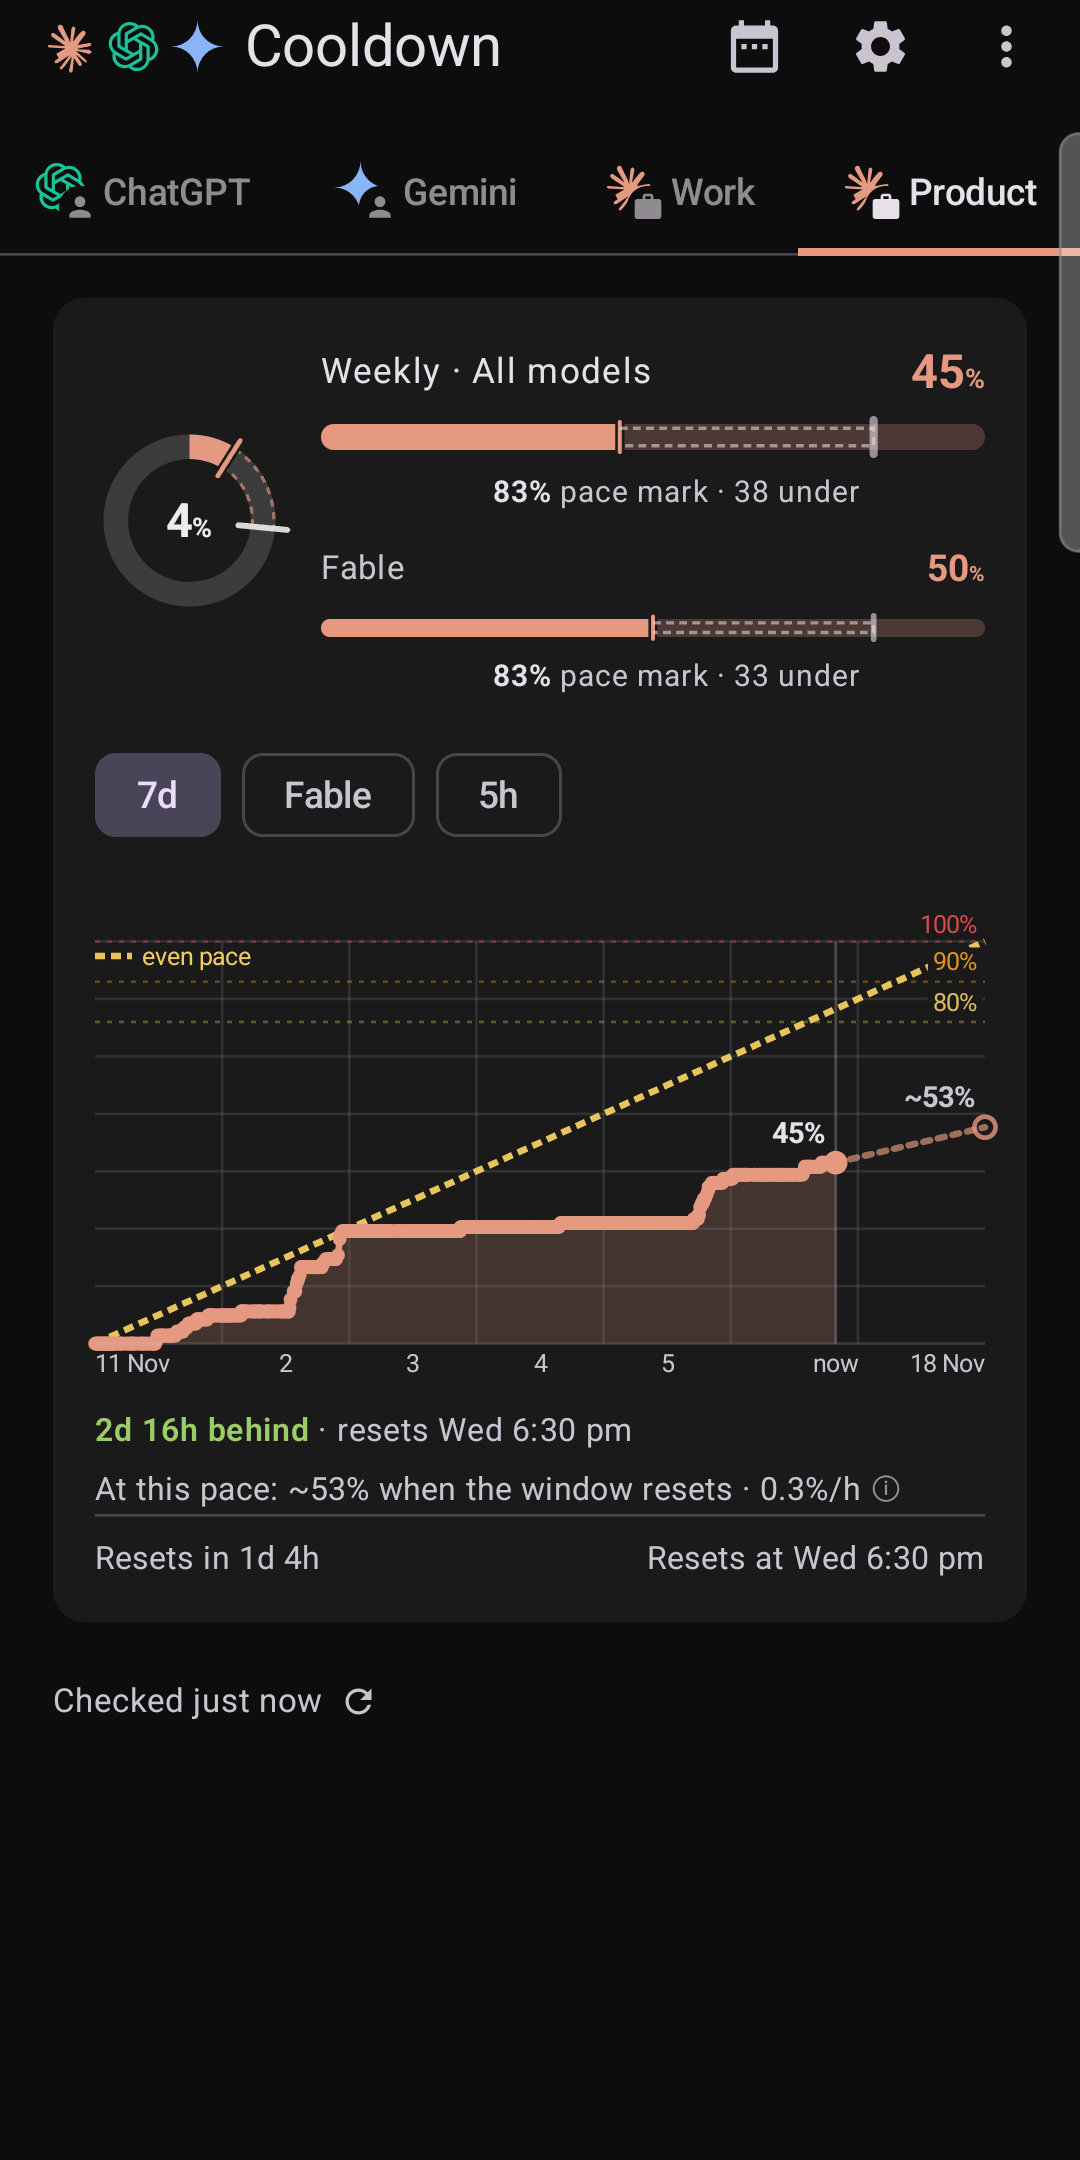 Cooldown
ChatGPT Gemini Work Product
Weekly · All models 45%
83% pace mark · 38 under
4%
Fable 50%
83% pace mark · 33 under
7d Fable 5h
100%
even pace
90%
80%
~53%
45%
11 Nov 2 3 4 5 now 18 Nov
2d 16h behind · resets Wed 6:30 pm
At this pace: ~53% when the window resets · 0.3%/h
Resets in 1d 4h Resets at Wed 6:30 pm
Checked just now